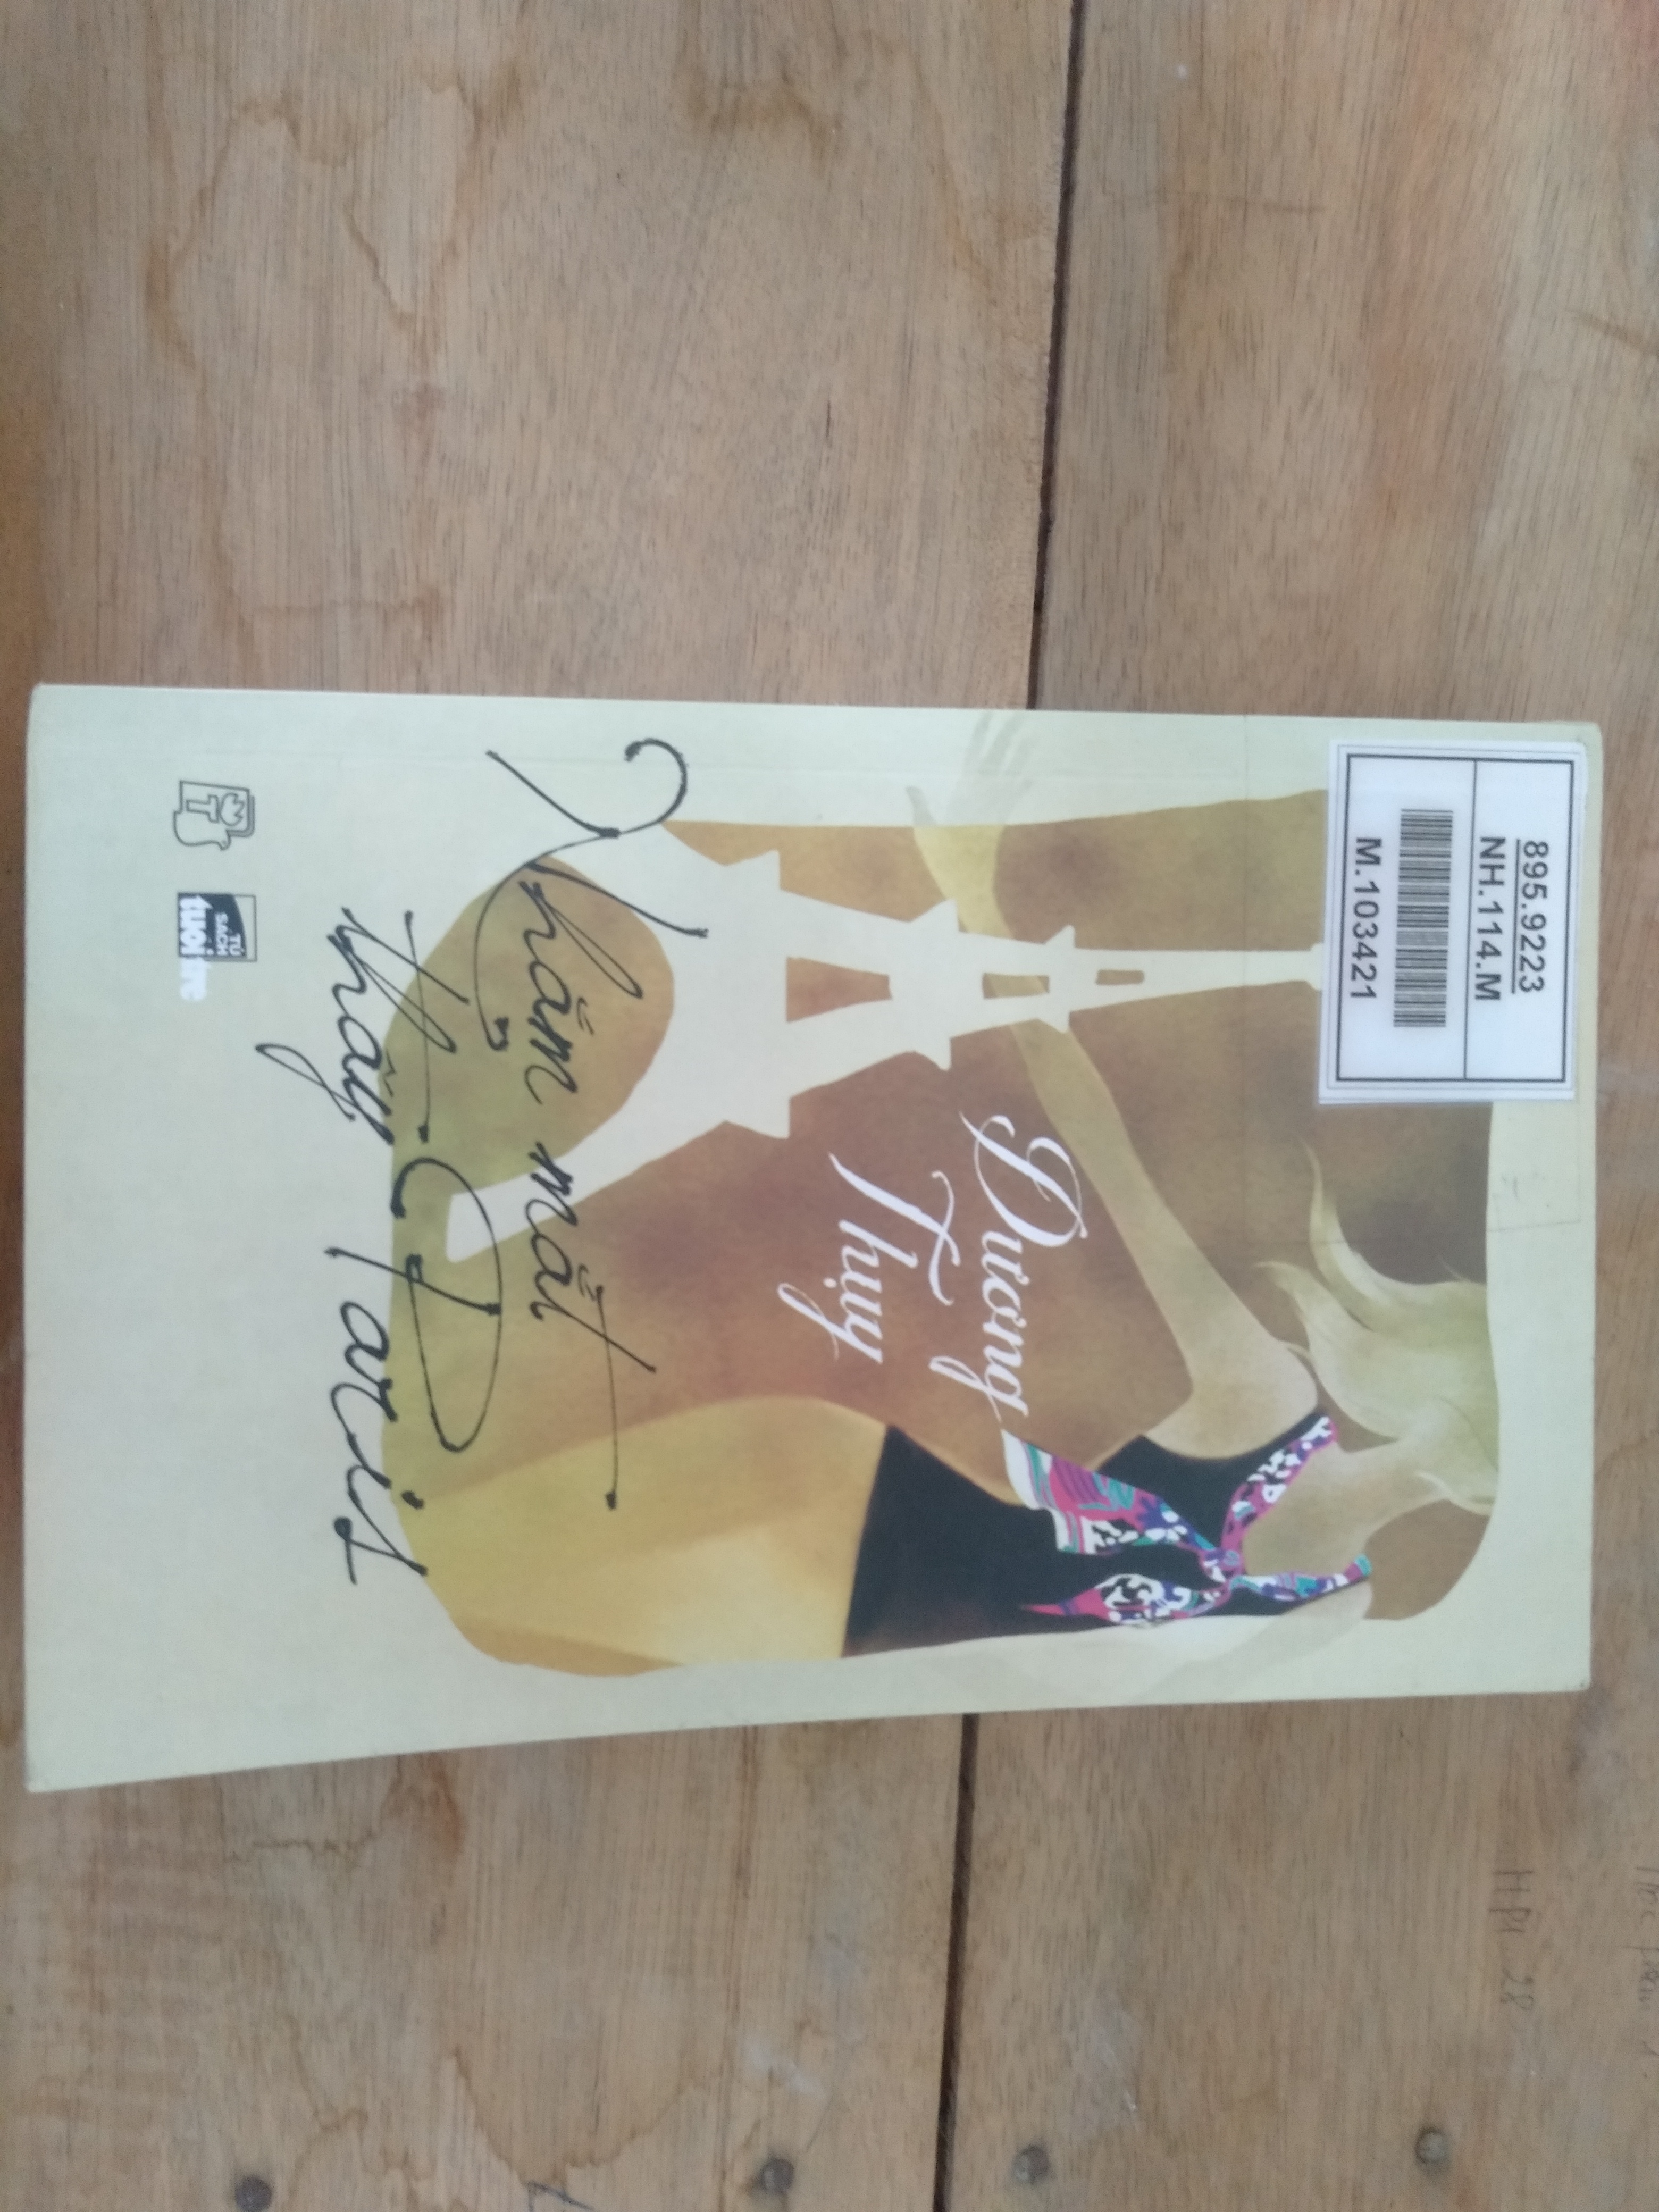 895.9223
NH.114.M
M.103421
Dương
Thụy
Nhắm mắt
thấy Paris
T
TỦ
SÁCH
tuổi trẻ